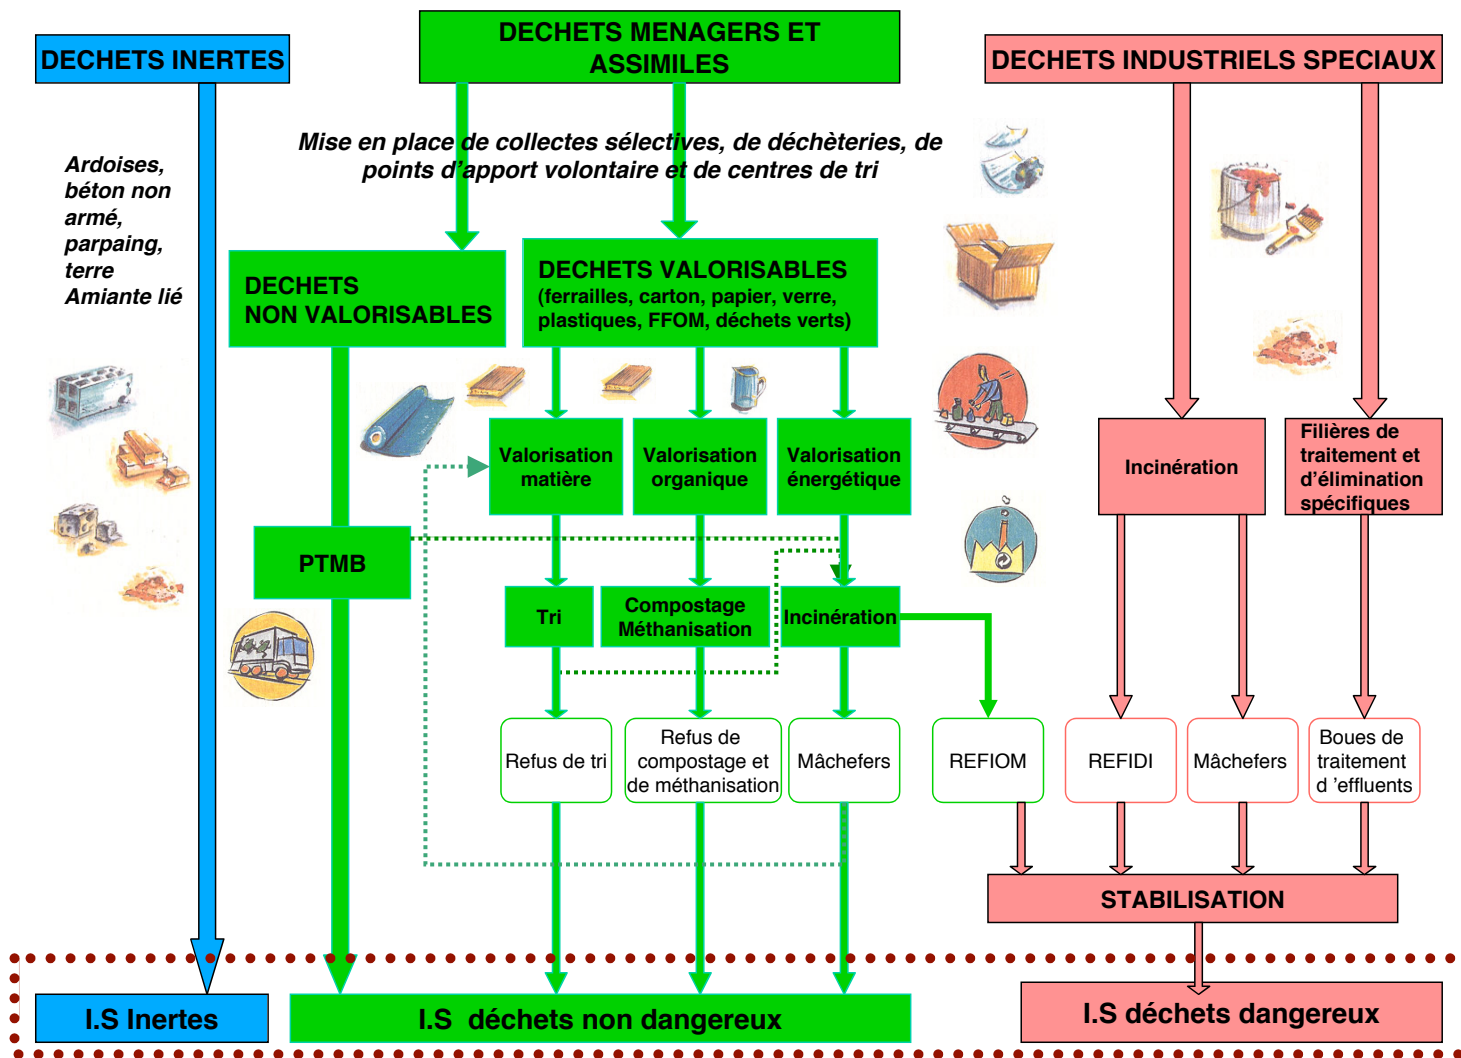 DECHETS INERTES
DECHETS MENAGERS ET
ASSIMILES
DECHETS INDUSTRIELS SPECIAUX
Mise en place de collectes sélectives, de déchèteries, de
points d'apport volontaire et de centres de tri
Ardoises,
béton non
armé,
parpaing,
terre
Amiante lié
DECHETS
NON VALORISABLES
DECHETS VALORISABLES
(ferrailles, carton, papier, verre,
plastiques, FFOM, déchets verts)
Valorisation
matière
Valorisation
organique
Valorisation
énergétique
Incinération
Filières de
traitement et
d'élimination
spécifiques
PTMB
Tri
Compostage
Méthanisation
Incinération
Refus de tri
Refus de
compostage et
de méthanisation
Mâchefers
REFIOM
REFIDI
Mâchefers
Boues de
traitement
d 'effluents
STABILISATION
I.S Inertes
I.S déchets non dangereux
I.S déchets dangereux